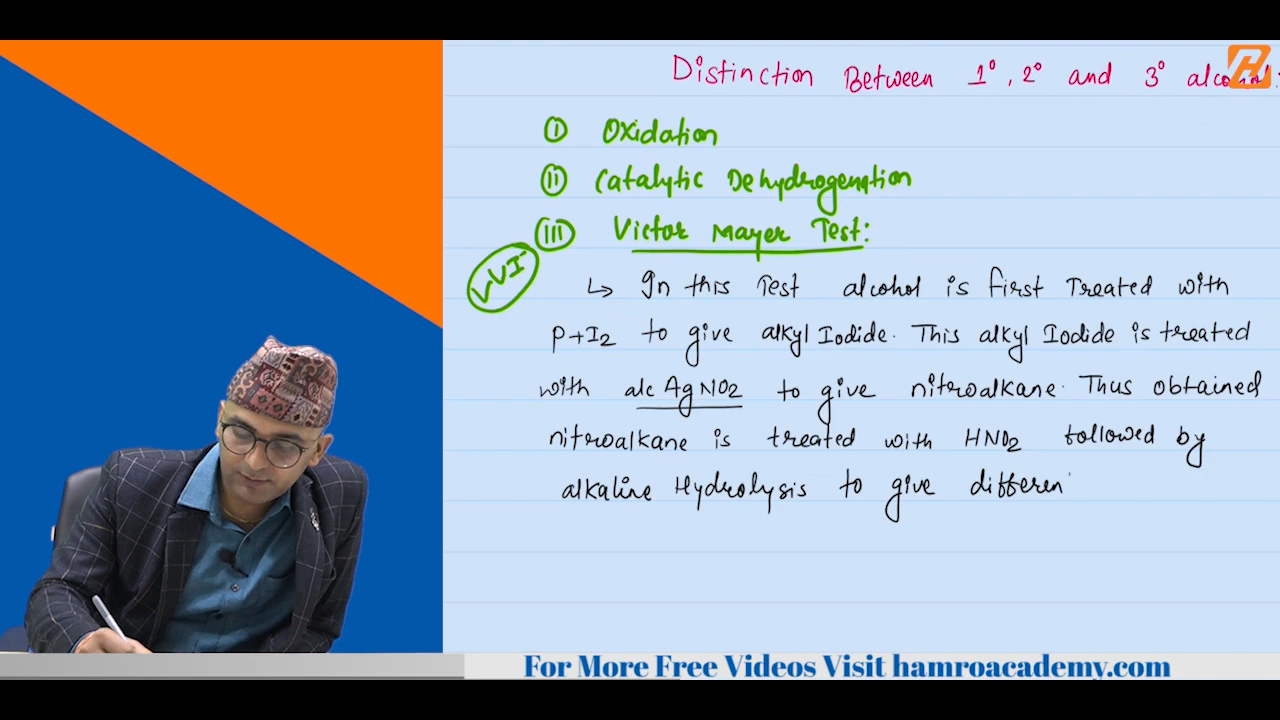 Distinction Between 1°, 2° and 3° alcohol:
(i) Oxidation
(ii) Catalytic Dehydrogenation
(iii) Victor Mayer Test:
VVI
↳ In this Test alcohol is first Treated with
P+I2 to give alkyl Iodide. This alkyl Iodide is treated
with alc AgNO2 to give nitroalkane. Thus obtained
nitroalkane is treated with HNO2 followed by
alkaline Hydrolysis to give differen
For More Free Videos Visit hamroacademy.com